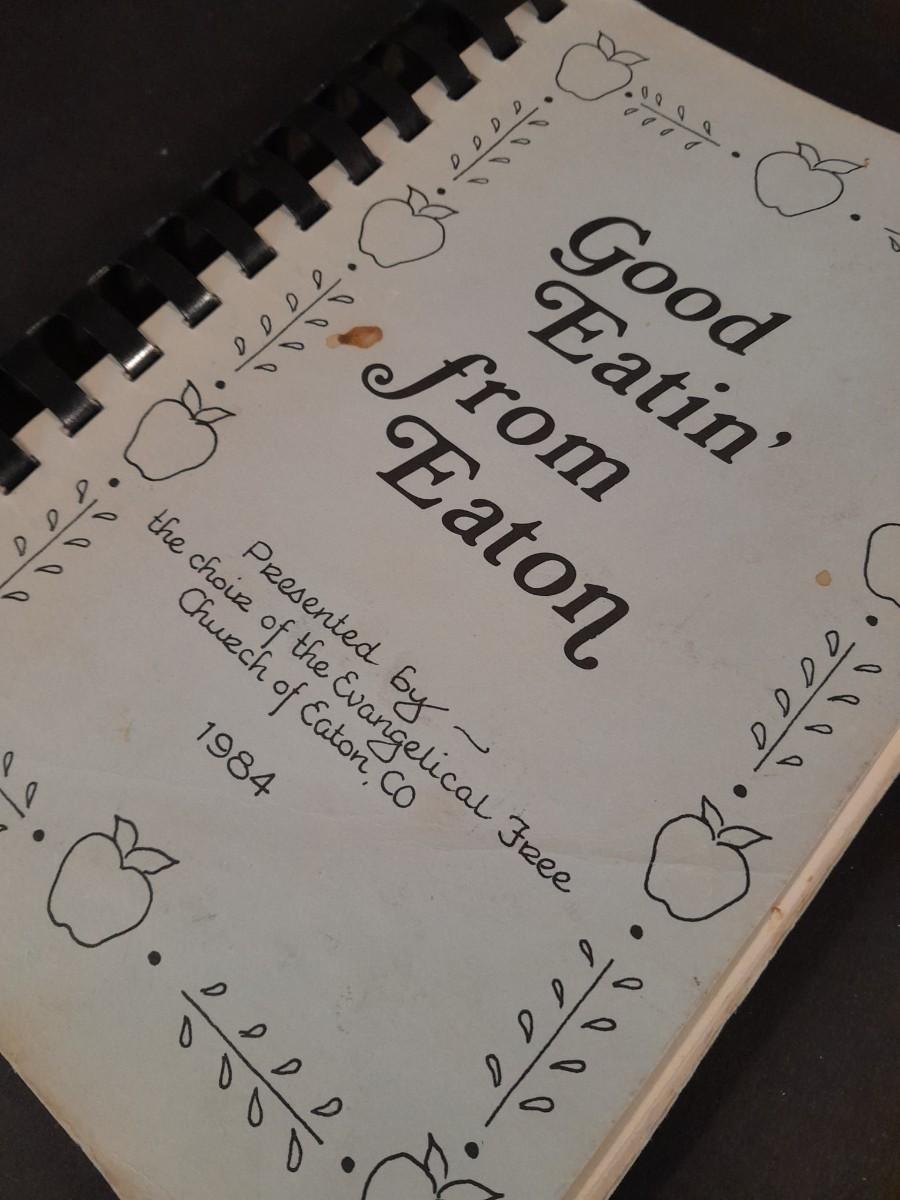 Good
Eatin'
from
Eaton
Presented by ~
the choir of the Evangelical Free
Church of Eaton, CO
1984